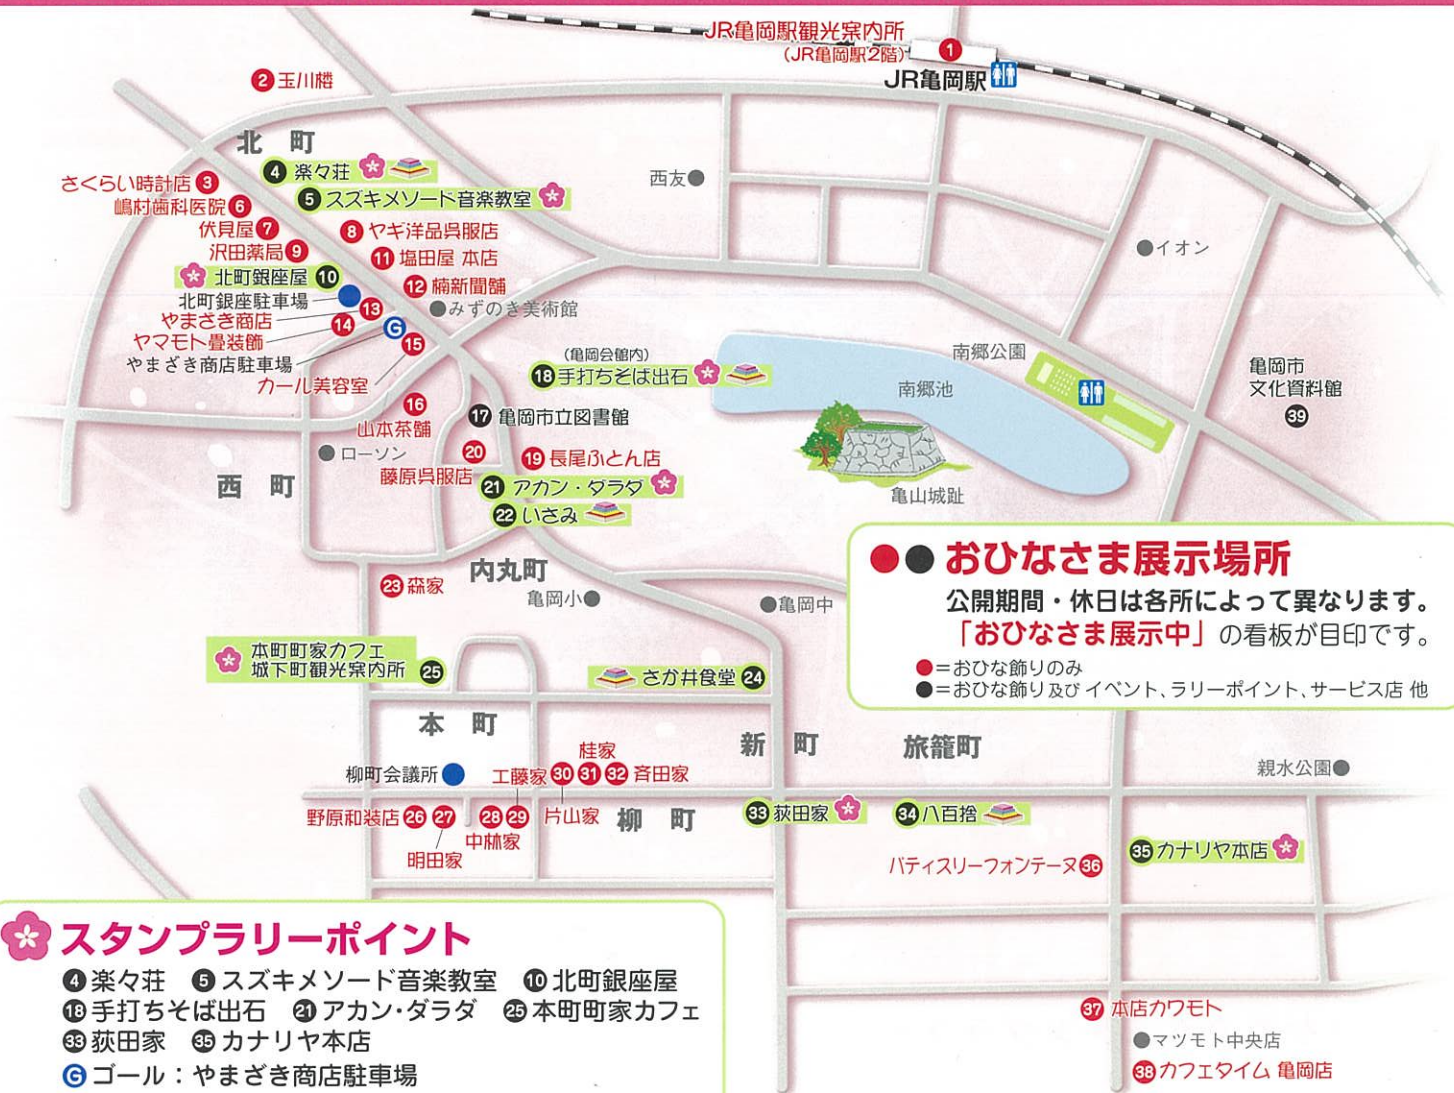 JR亀岡駅観光案内所
(JR亀岡駅2階)
1
JR亀岡駅
2 玉川楼
北 町
さくらい時計店 3
4 楽々荘
嶋村歯科医院 6
5 スズキメソード音楽教室
伏見屋 7
8 ヤギ洋品呉服店
沢田薬局 9
11 塩田屋 本店
北町銀座屋 10
12 楠新聞舗
北町銀座駐車場
●みずのき美術館
やまざき商店 13
ヤマモト畳装飾 14
やまざき商店駐車場 G
カール美容室 15
西友●
●イオン
(亀岡会館内)
18 手打ちそば出石
南郷公園
南郷池
亀岡市
文化資料館
39
16
山本茶舗
17 亀岡市立図書館
●ローソン
20
藤原呉服店
19 長尾ふとん店
西 町
21 アカン・ダラダ
22 いさみ
亀山城趾
内丸町
23 森家
亀岡小●
●亀岡中
●●おひなさま展示場所
公開期間・休日は各所によって異なります。
「おひなさま展示中」の看板が目印です。
●=おひな飾りのみ
●=おひな飾り及びイベント、ラリーポイント、サービス店 他
本町町家カフェ
城下町観光案内所 25
さか井食堂 24
本 町
新 町
旅籠町
柳町会議所
桂家
工藤家 30 31 32 斉田家
親水公園●
野原和装店 26 27
28 29
片山家
柳 町
中林家
明田家
33 荻田家
34 八百捨
35 カナリヤ本店
パティスリーフォンテーヌ 36
スタンプラリーポイント
4 楽々荘 5 スズキメソード音楽教室 10 北町銀座屋
18 手打ちそば出石 21 アカン・ダラダ 25 本町町家カフェ
33 荻田家 35 カナリヤ本店
G ゴール:やまざき商店駐車場
37 本店カワモト
●マツモト中央店
38 カフェタイム 亀岡店